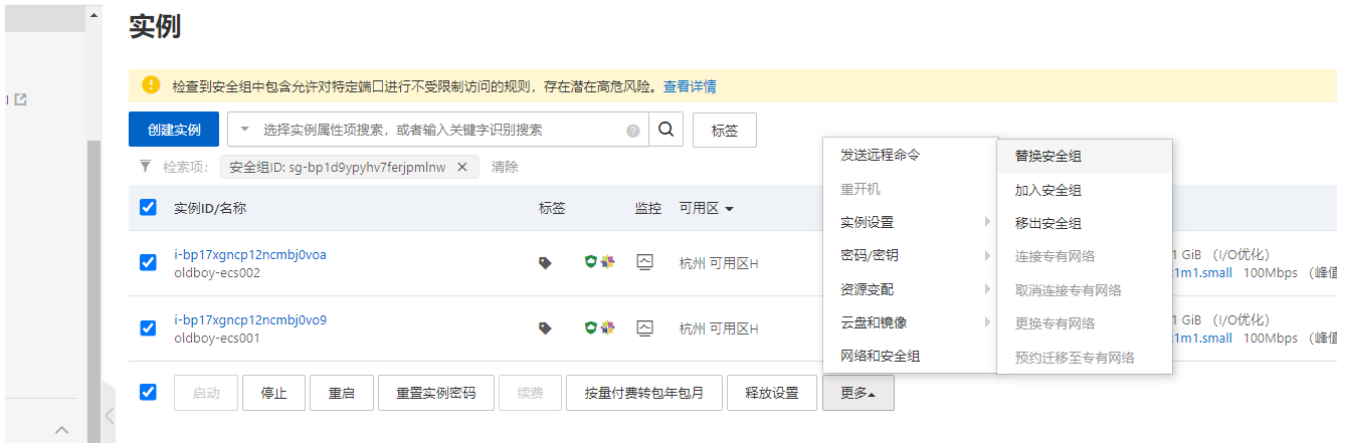 实例
检查到安全组中包含允许对特定端口进行不受限制访问的规则，存在潜在高危风险。查看详情
创建实例 选择实例属性项搜索，或者输入关键字识别搜索 标签
检索项： 安全组ID: sg-bp1d9ypyhv7ferjpmlnw 清除
实例ID/名称 标签 监控 可用区
i-bp17xgncp12ncmbj0voa
oldboy-ecs002
杭州 可用区H
1 GiB （I/O优化）
1m1.small 100Mbps （峰值
i-bp17xgncp12ncmbj0vo9
oldboy-ecs001
杭州 可用区H
1 GiB （I/O优化）
1m1.small 100Mbps （峰值
启动 停止 重启 重置实例密码 续费 按量付费转包年包月 释放设置 更多
发送远程命令
重开机
实例设置
密码/密钥
资源变配
云盘和镜像
网络和安全组
替换安全组
加入安全组
移出安全组
连接专有网络
取消连接专有网络
更换专有网络
预约迁移至专有网络